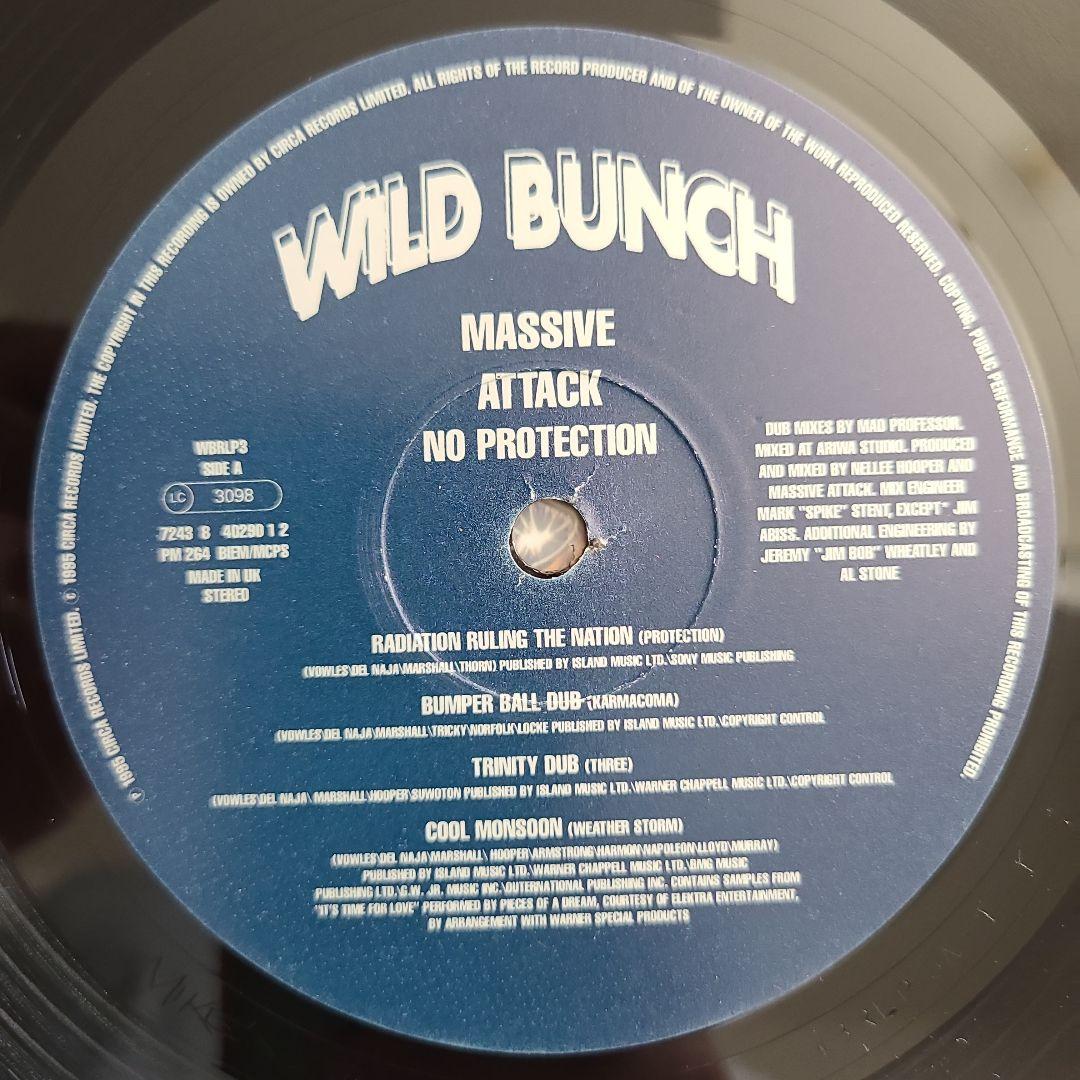 ℗ 1995 CIRCA RECORDS LIMITED. © 1995 CIRCA RECORDS LIMITED. THE COPYRIGHT IN THIS RECORDING IS OWNED BY CIRCA RECORDS LIMITED. ALL RIGHTS OF THE RECORD PRODUCER AND OF THE OWNER OF THE WORK REPRODUCED RESERVED. COPYING, PUBLIC PERFORMANCE AND BROADCASTING OF THIS RECORDING PROHIBITED.
WILD BUNCH
MASSIVE
ATTACK
NO PROTECTION
WBRLP3
SIDE A
LC 3098
7243 8 40290 1 2
PM 264 BIEM/MCPS
MADE IN UK
STEREO
DUB MIXES BY MAD PROFESSOR.
MIXED AT ARIWA STUDIO. PRODUCED
AND MIXED BY NELLEE HOOPER AND
MASSIVE ATTACK. MIX ENGINEER
MARK "SPIKE" STENT, EXCEPT" JIM
ABISS. ADDITIONAL ENGINEERING BY
JEREMY "JIM BOB" WHEATLEY AND
AL STONE
RADIATION RULING THE NATION (PROTECTION)
(VOWLES\DEL NAJA\MARSHALL\THORN) PUBLISHED BY ISLAND MUSIC LTD.\SONY MUSIC PUBLISHING
BUMPER BALL DUB (KARMACOMA)
(VOWLES\DEL NAJA\MARSHALL\TRICKY\NORFOLK\LOCKE PUBLISHED BY ISLAND MUSIC LTD.\COPYRIGHT CONTROL
TRINITY DUB (THREE)
(VOWLES\DEL NAJA\ MARSHALL\HOOPER\SUWOTON PUBLISHED BY ISLAND MUSIC LTD.\WARNER CHAPPELL MUSIC LTD.\COPYRIGHT CONTROL
COOL MONSOON (WEATHER STORM)
(VOWLES\DEL NAJA\MARSHALL\ HOOPER\ARMSTRONG\HARMON\NAPOLEON\LLOYD\MURRAY)
PUBLISHED BY ISLAND MUSIC LTD.\WARNER CHAPPELL MUSIC LTD.\BMG MUSIC
PUBLISHING LTD.\G.W. JR. MUSIC INC.\OUTERNATIONAL PUBLISHING INC. CONTAINS SAMPLES FROM
"IT'S TIME FOR LOVE" PERFORMED BY PIECES OF A DREAM, COURTESY OF ELEKTRA ENTERTAINMENT,
BY ARRANGEMENT WITH WARNER SPECIAL PRODUCTS